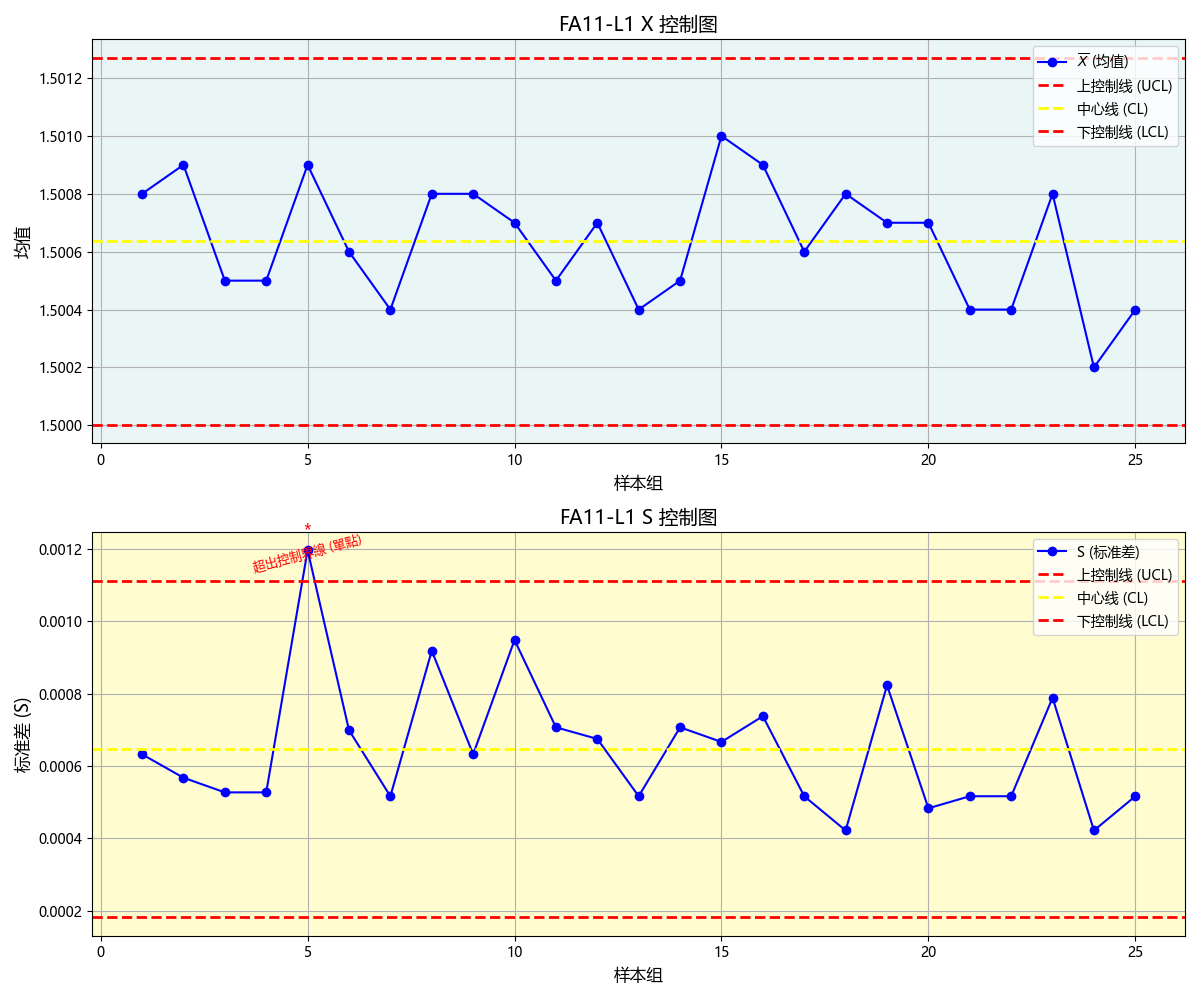 FA11-L1 X 控制图
1.5012
1.5010
1.5008
1.5006
1.5004
1.5002
1.5000
均值
X (均值)
上控制线 (UCL)
中心线 (CL)
下控制线 (LCL)
0 5 10 15 20 25
样本组
FA11-L1 S 控制图
*
超出控制界線 (單點)
0.0012
0.0010
0.0008
0.0006
0.0004
0.0002
标准差 (S)
S (标准差)
上控制线 (UCL)
中心线 (CL)
下控制线 (LCL)
0 5 10 15 20 25
样本组